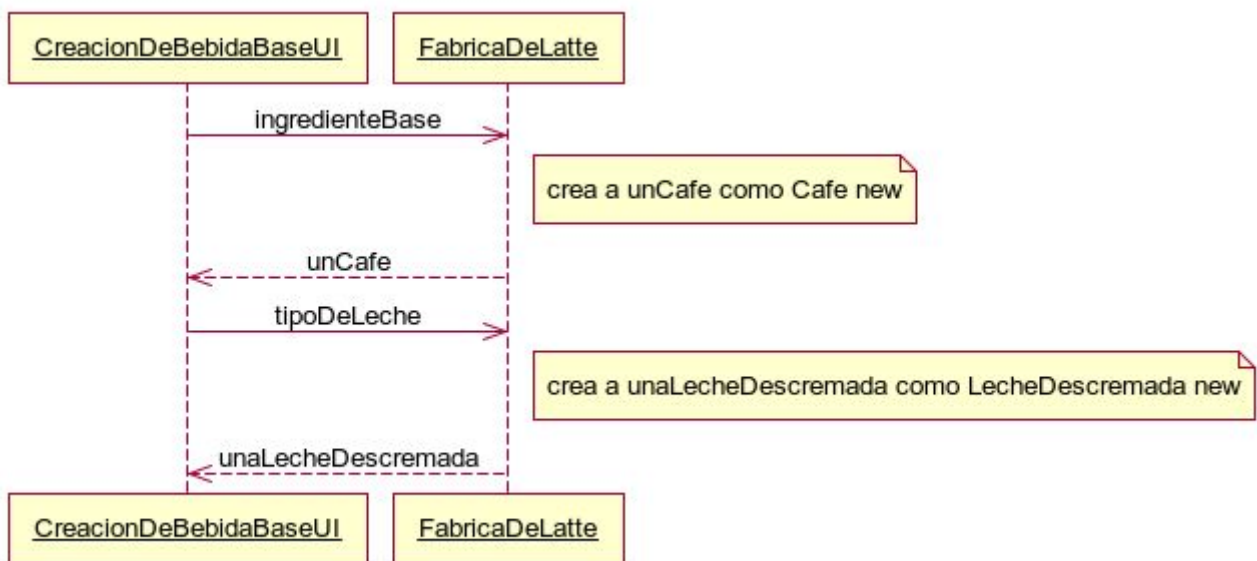 CreacionDeBebidaBaseUI
FabricaDeLatte
ingredienteBase
crea a unCafe como Cafe new
unCafe
tipoDeLeche
crea a unaLecheDescremada como LecheDescremada new
unaLecheDescremada
CreacionDeBebidaBaseUI
FabricaDeLatte